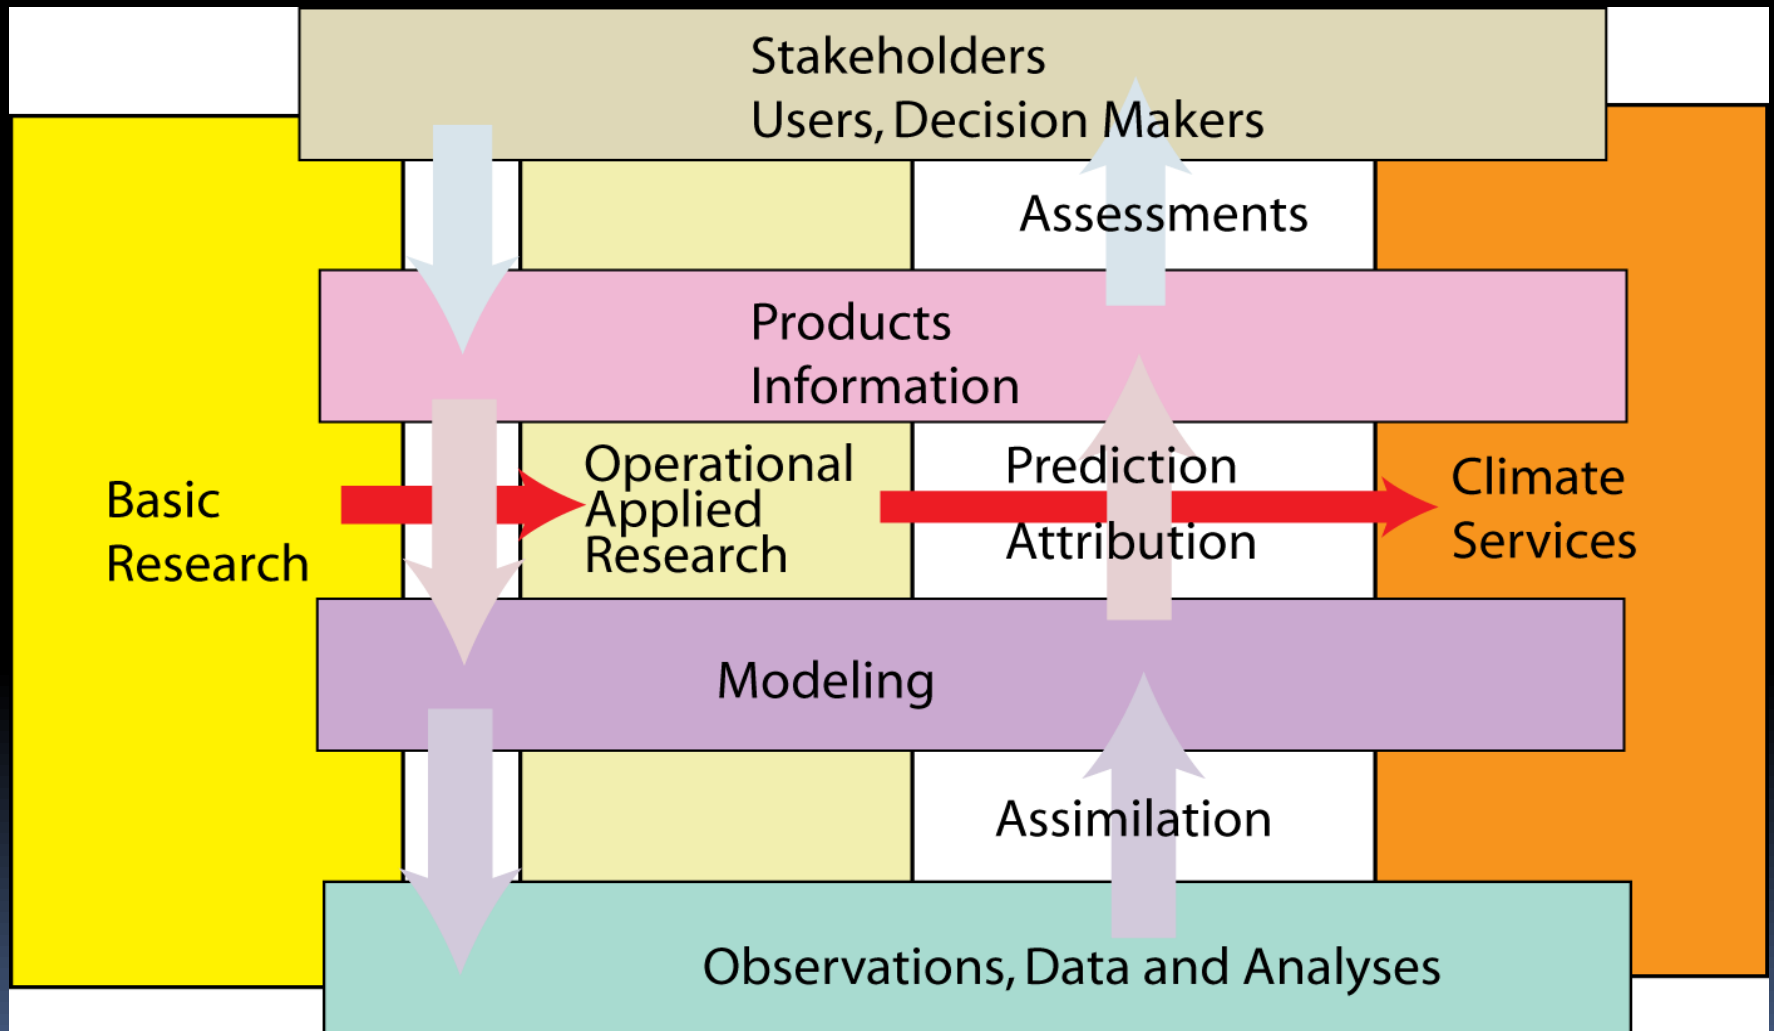 Stakeholders
Users, Decision Makers
Assessments
Products
Information
Basic
Research
Operational
Applied
Research
Prediction
Attribution
Climate
Services
Modeling
Assimilation
Observations, Data and Analyses